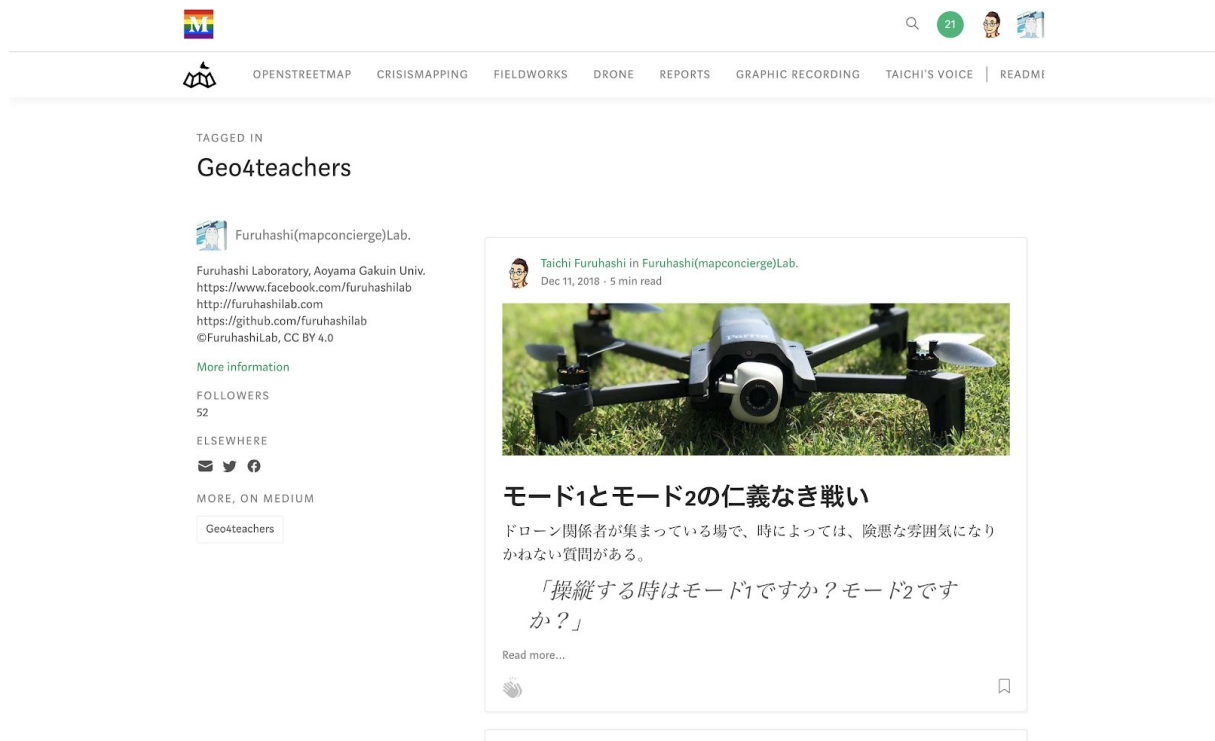 M
21
OPENSTREETMAP CRISISMAPPING FIELDWORKS DRONE REPORTS GRAPHIC RECORDING TAICHI'S VOICE README
TAGGED IN
Geo4teachers
Furuhashi(mapconcierge)Lab.
Furuhashi Laboratory, Aoyama Gakuin Univ.
https://www.facebook.com/furuhashilab
http://furuhashilab.com
https://github.com/furuhashilab
©FuruhashiLab, CC BY 4.0
More information
FOLLOWERS
52
ELSEWHERE
MORE, ON MEDIUM
Geo4teachers
Taichi Furuhashi in Furuhashi(mapconcierge)Lab.
Dec 11, 2018 · 5 min read
Parrot
モード1とモード2の仁義なき戦い
ドローン関係者が集まっている場で、時によっては、険悪な雰囲気になり
かねない質問がある。
「操縦する時はモード1ですか？モード2です
か？」
Read more...